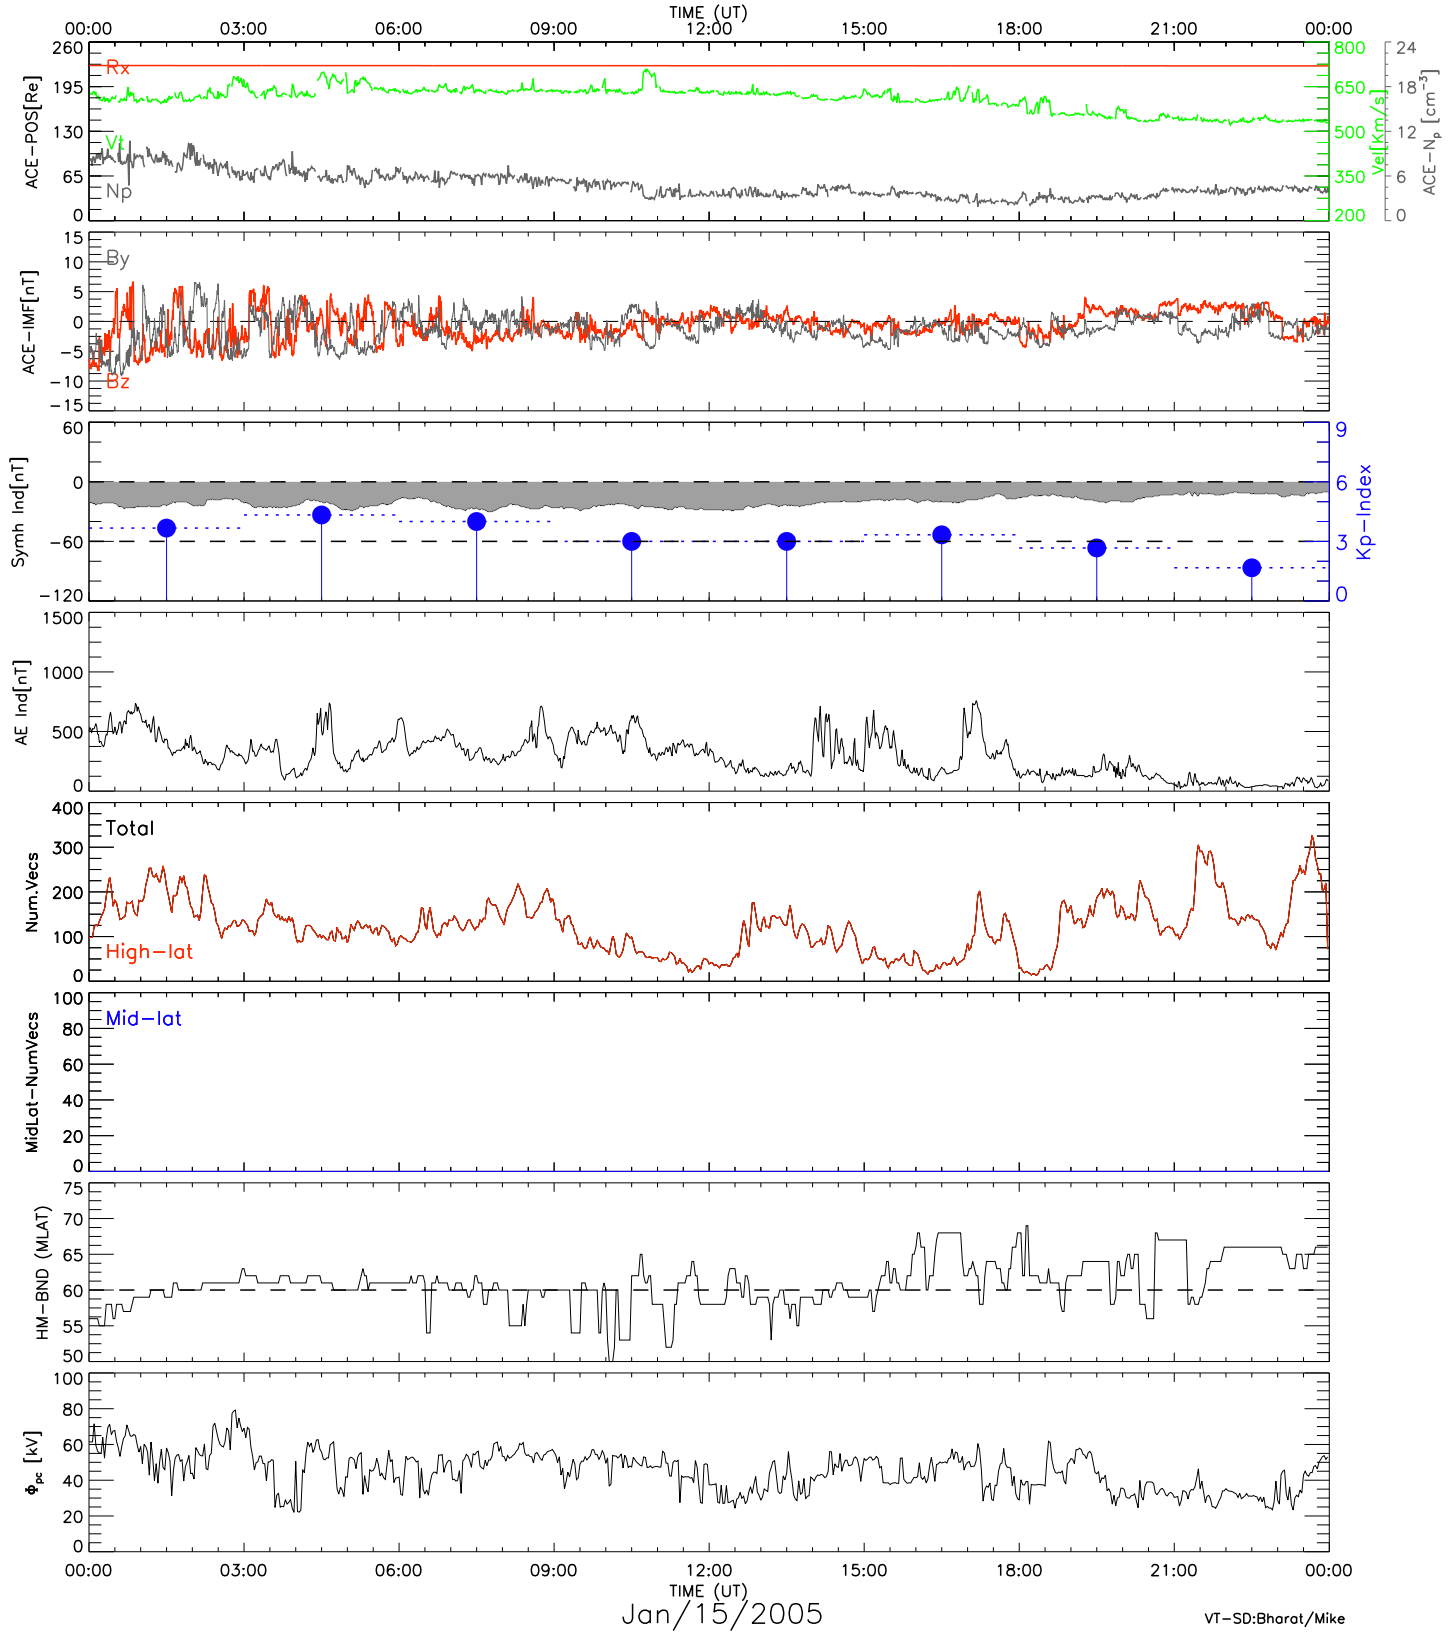 TIME (UT)
00:00 03:00 06:00 09:00 12:00 15:00 18:00 21:00 00:00
260 195 130 65 0
ACE-POS[Re]
Rx
Vt
Np
800 650 500 350 200
Vel[Km/s]
24 18 12 6 0
ACE-Np [cm⁻³]
15 10 5 0 -5 -10 -15
ACE-IMF[nT]
By
Bz
60 0 -60 -120
Symh Ind[nT]
9 6 3 0
Kp-Index
1500 1000 500 0
AE Ind[nT]
400 300 200 100 0
Num.Vecs
Total
High-lat
100 80 60 40 20 0
MidLat-NumVecs
Mid-lat
75 70 65 60 55 50
HM-BND (MLAT)
100 80 60 40 20 0
Φpc [kV]
00:00 03:00 06:00 09:00 12:00 15:00 18:00 21:00 00:00
TIME (UT)
Jan/15/2005
VT-SD:Bharat/Mike